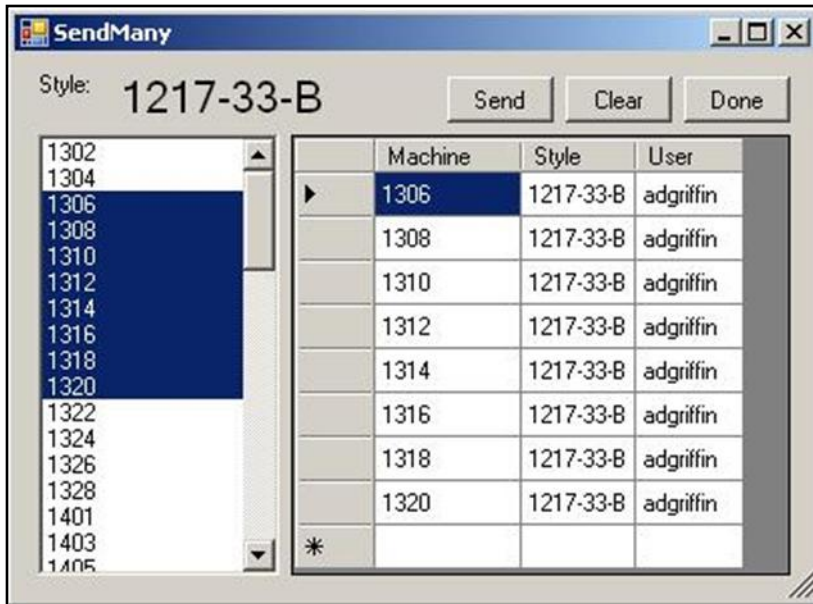 SendMany
Style: 1217-33-B Send Clear Done
1302
1304
1306
1308
1310
1312
1314
1316
1318
1320
1322
1324
1326
1328
1401
1403
1405
Machine Style User
1306 1217-33-B adgriffin
1308 1217-33-B adgriffin
1310 1217-33-B adgriffin
1312 1217-33-B adgriffin
1314 1217-33-B adgriffin
1316 1217-33-B adgriffin
1318 1217-33-B adgriffin
1320 1217-33-B adgriffin